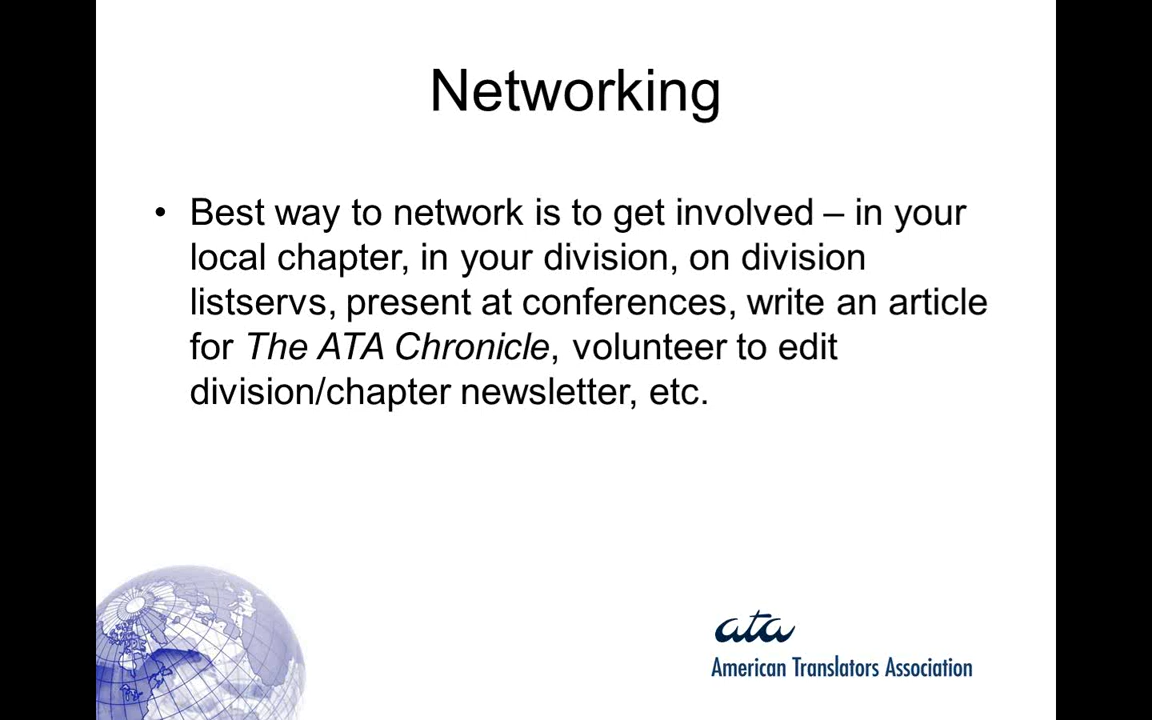 Networking
• Best way to network is to get involved – in your
local chapter, in your division, on division
listservs, present at conferences, write an article
for The ATA Chronicle, volunteer to edit
division/chapter newsletter, etc.
ata
American Translators Association